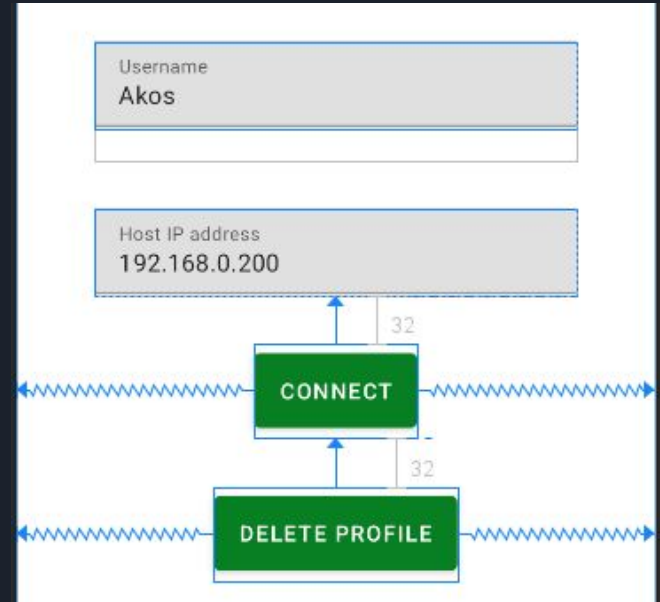 Username
Akos
Host IP address
192.168.0.200
32
CONNECT
32
DELETE PROFILE